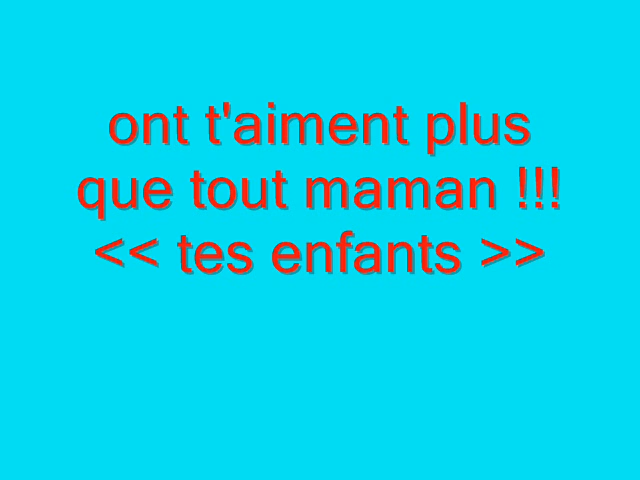 ont t'aiment plus
que tout maman !!!
<< tes enfants >>